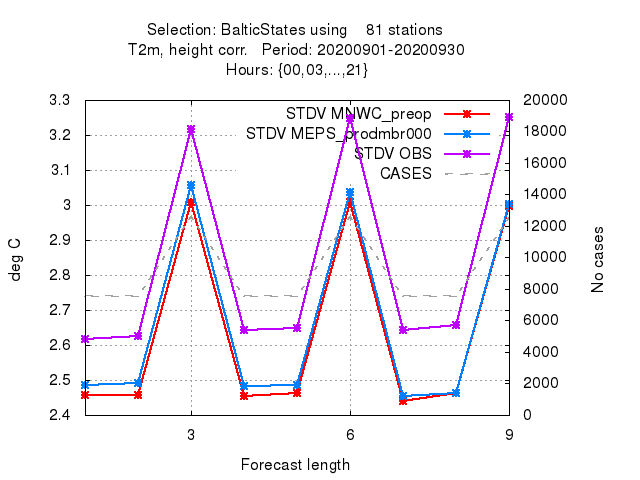 Selection: BalticStates using    81 stations
T2m, height corr.   Period: 20200901-20200930
Hours: {00,03,...,21}
STDV MNWC_preop
STDV MEPS_prodmbr000
STDV OBS
CASES
3.3
3.2
3.1
3
2.9
2.8
2.7
2.6
2.5
2.4
deg C
20000
18000
16000
14000
12000
10000
8000
6000
4000
2000
0
No cases
3
6
9
Forecast length